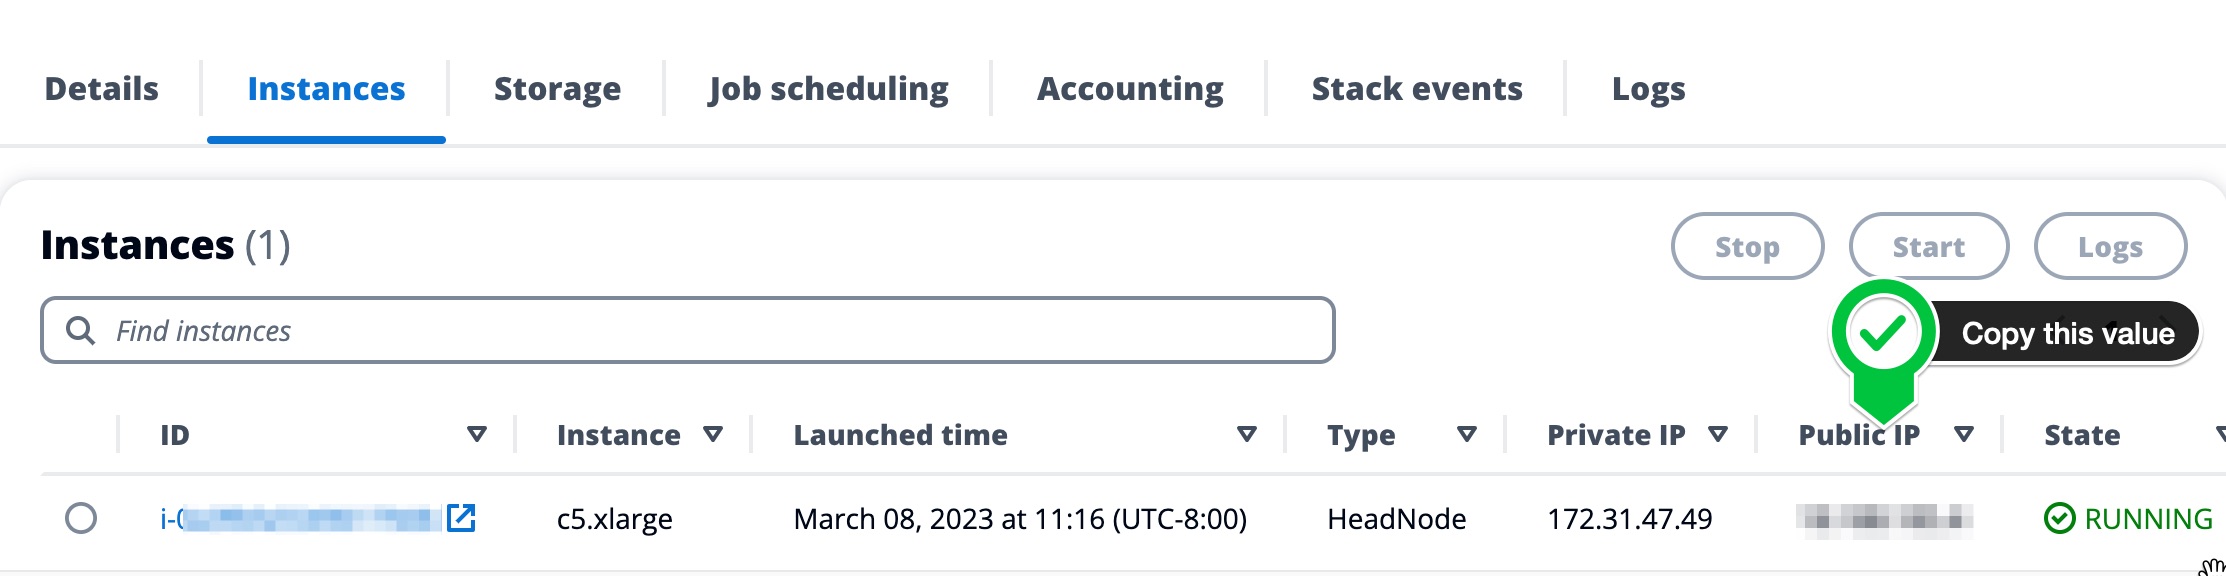 Details Instances Storage Job scheduling Accounting Stack events Logs
Instances (1) Stop Start Logs
Find instances Copy this value
ID Instance Launched time Type Private IP Public IP State
c5.xlarge March 08, 2023 at 11:16 (UTC-8:00) HeadNode 172.31.47.49 RUNNING